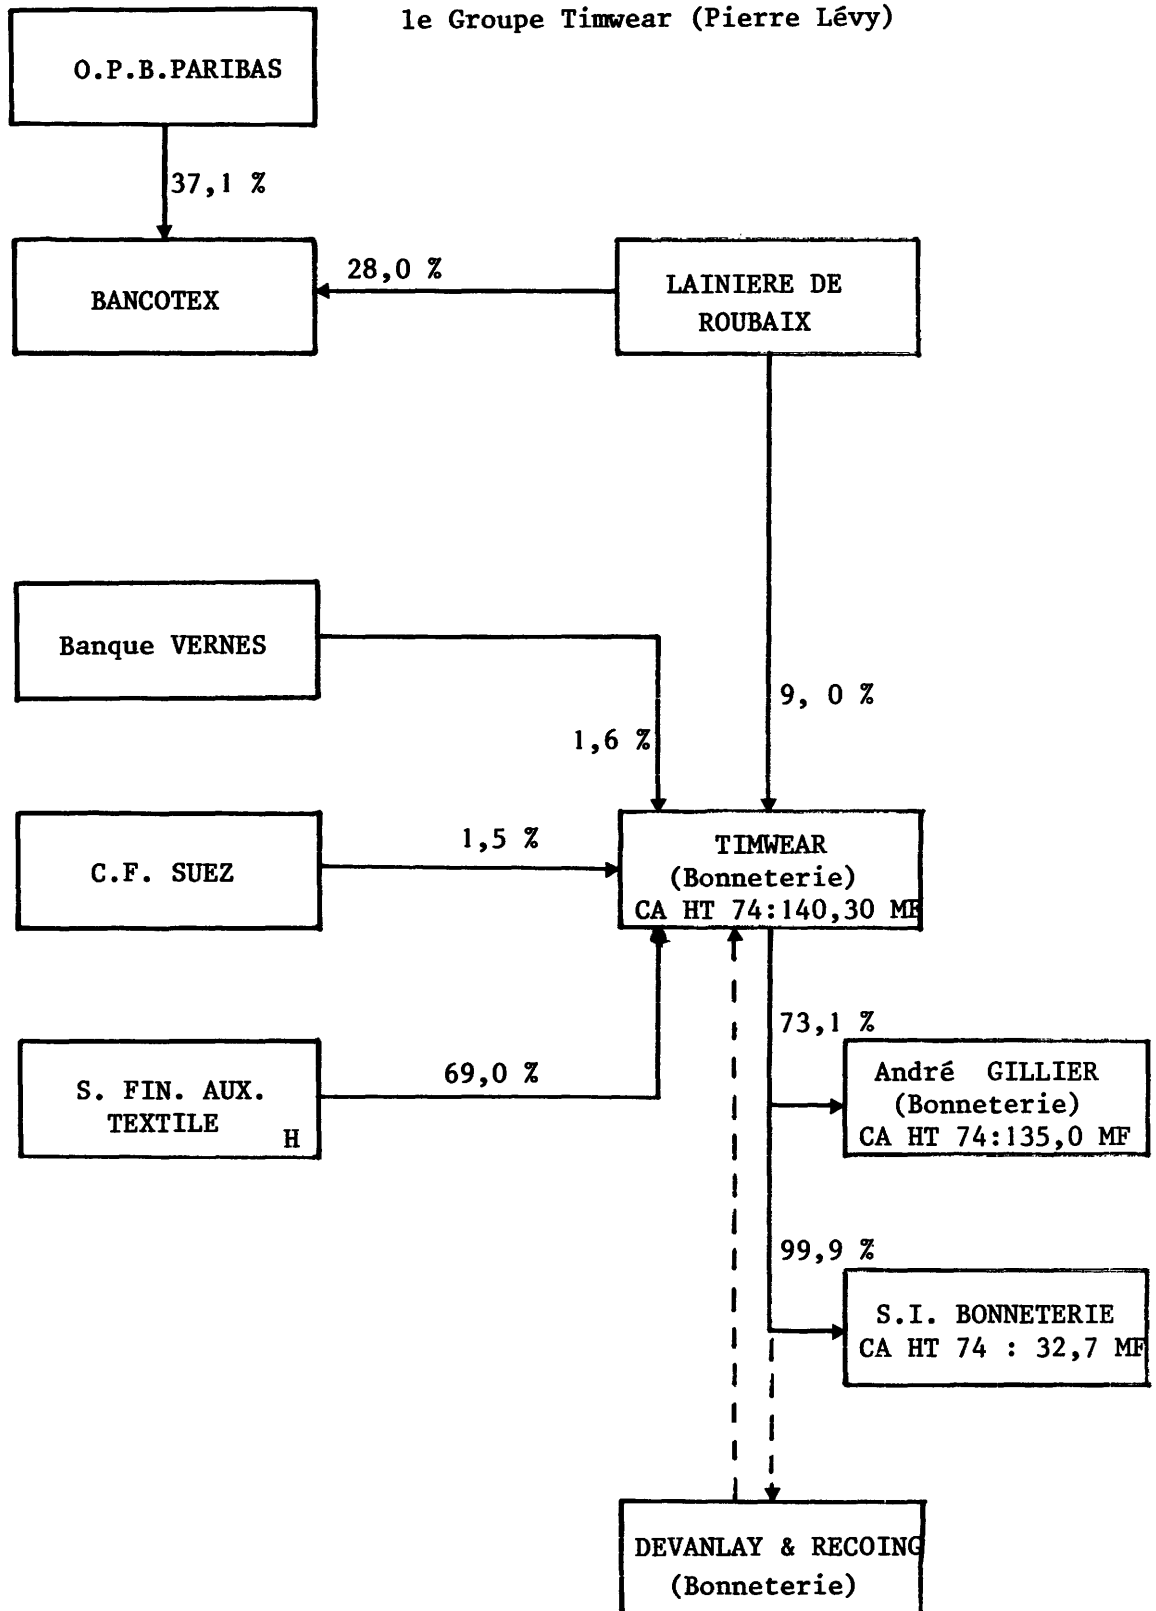 le Groupe Timwear (Pierre Lévy)
O.P.B.PARIBAS
37,1 %
28,0 %
BANCOTEX
LAINIERE DE
ROUBAIX
Banque VERNES
9, 0 %
1,6 %
C.F. SUEZ
1,5 %
TIMWEAR
(Bonneterie)
CA HT 74:140,30 MF
S. FIN. AUX.
TEXTILE
H
69,0 %
73,1 %
André GILLIER
(Bonneterie)
CA HT 74:135,0 MF
99,9 %
S.I. BONNETERIE
CA HT 74 : 32,7 MF
DEVANLAY & RECOING
(Bonneterie)